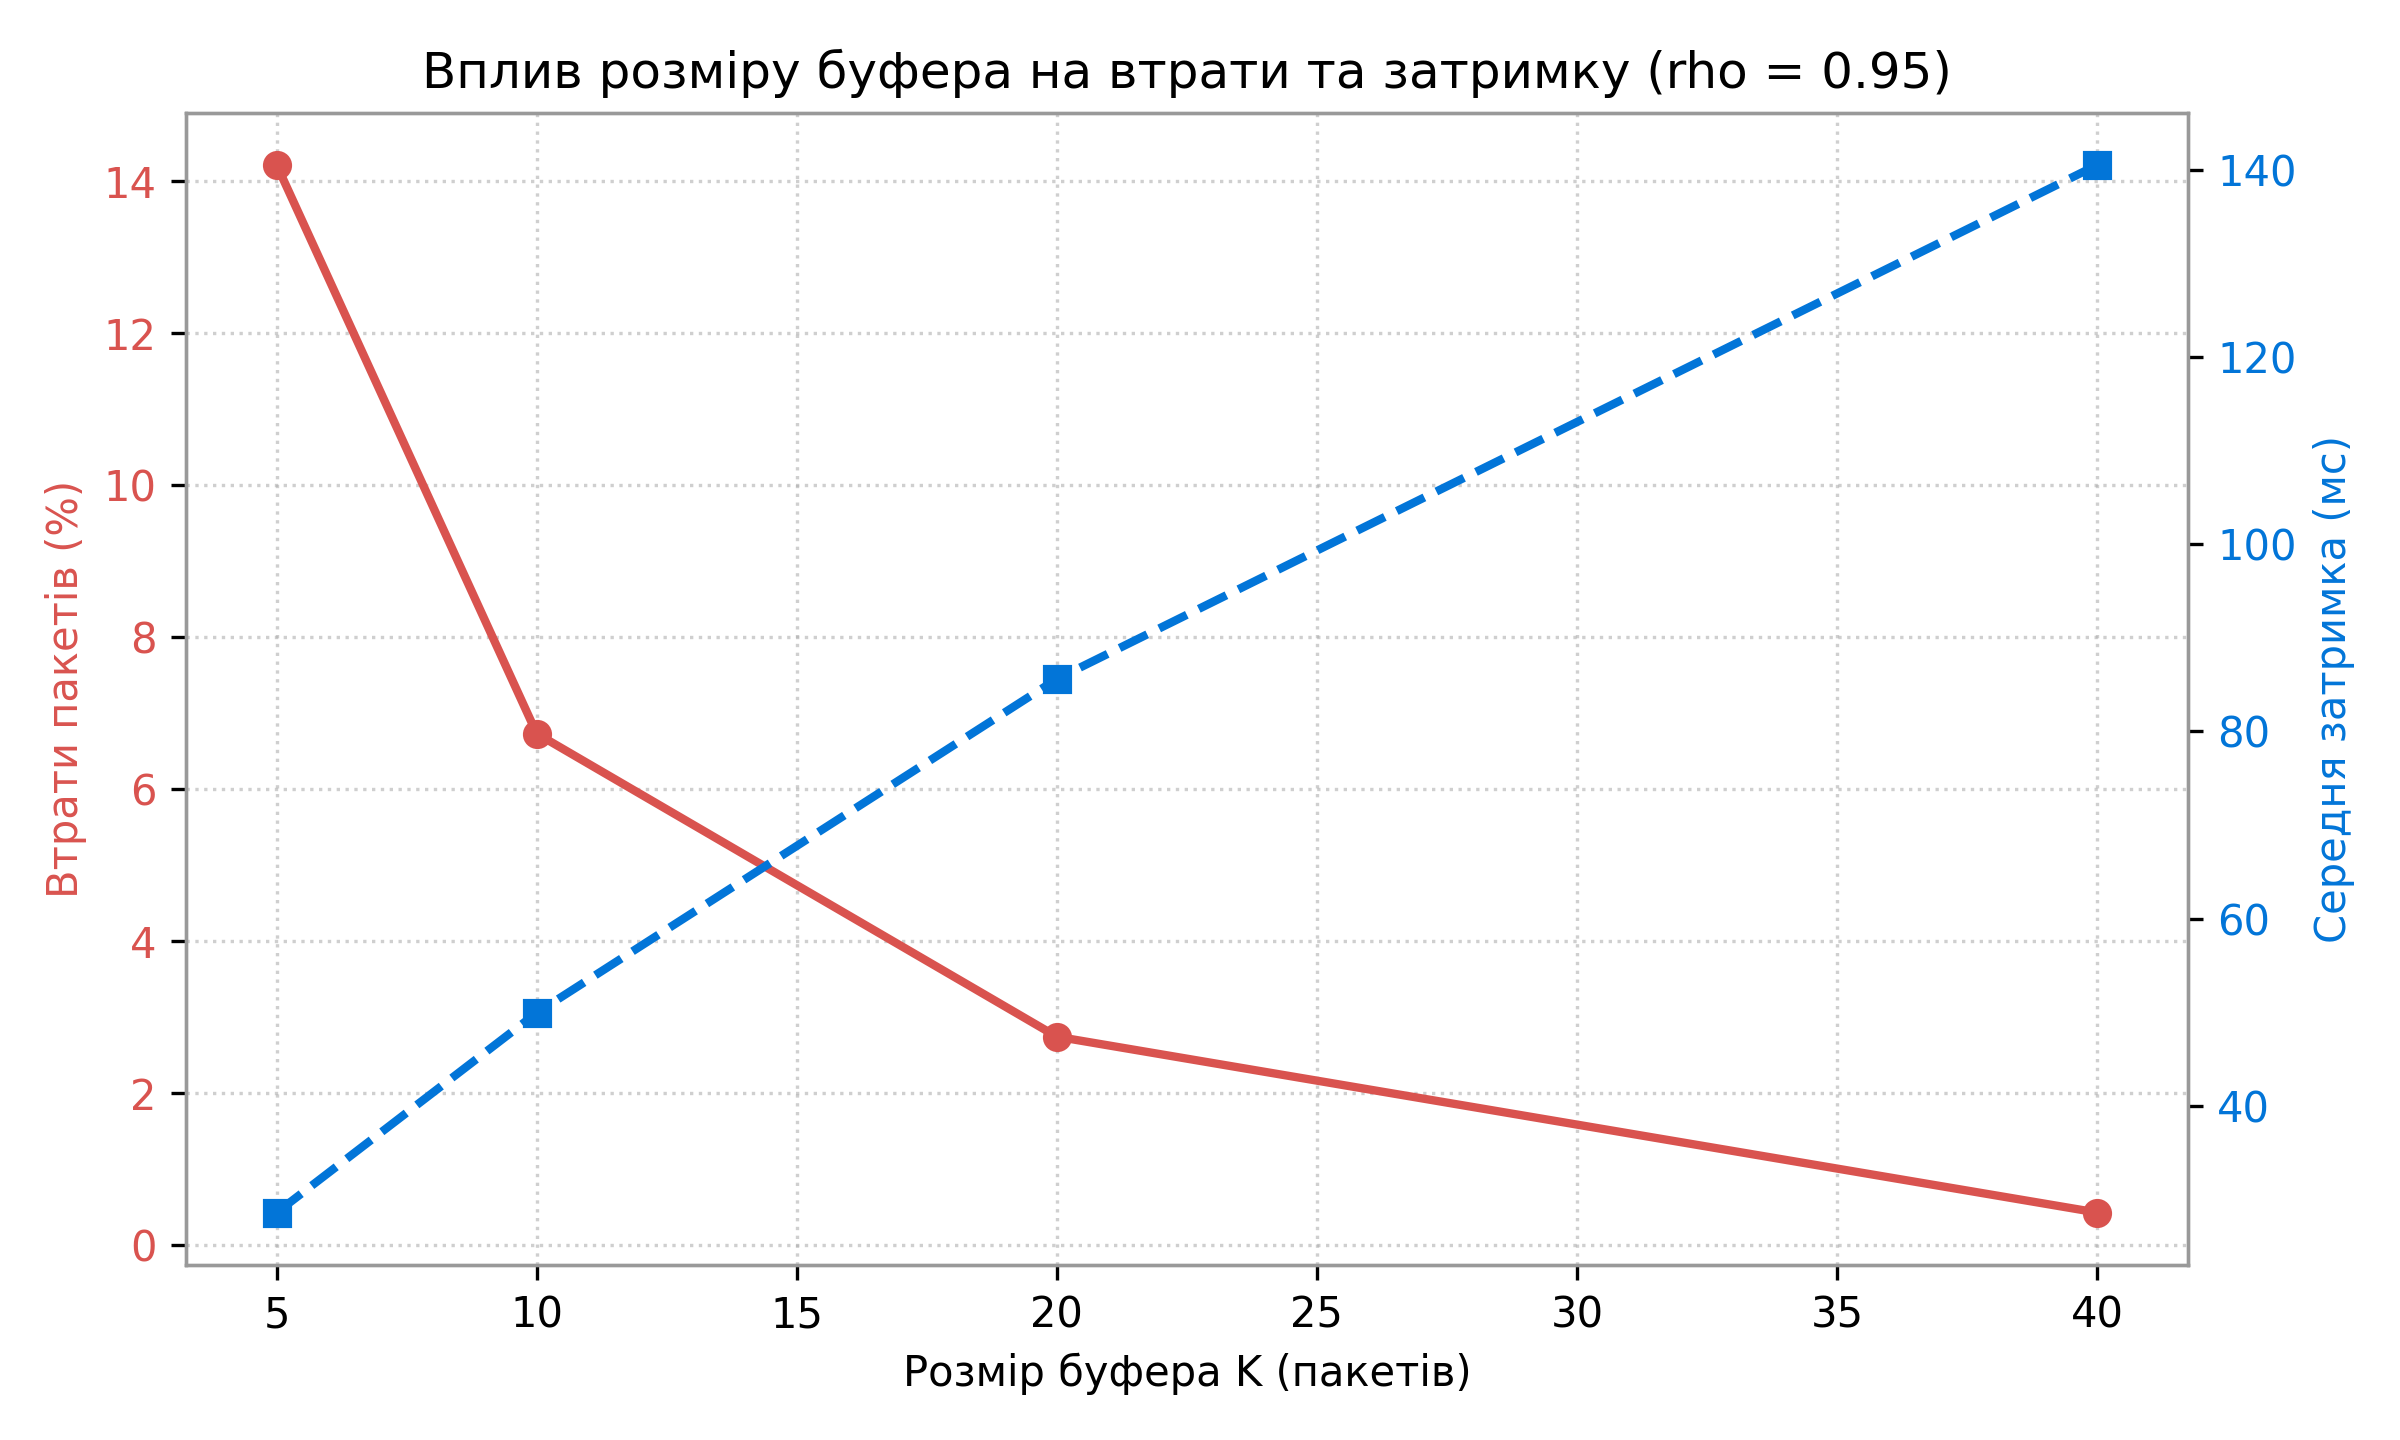 Вплив розміру буфера на втрати та затримку (rho = 0.95)
Втрати пакетів (%)
14
12
10
8
6
4
2
0
140
120
100
80
60
40
Середня затримка (мс)
5 10 15 20 25 30 35 40
Розмір буфера K (пакетів)